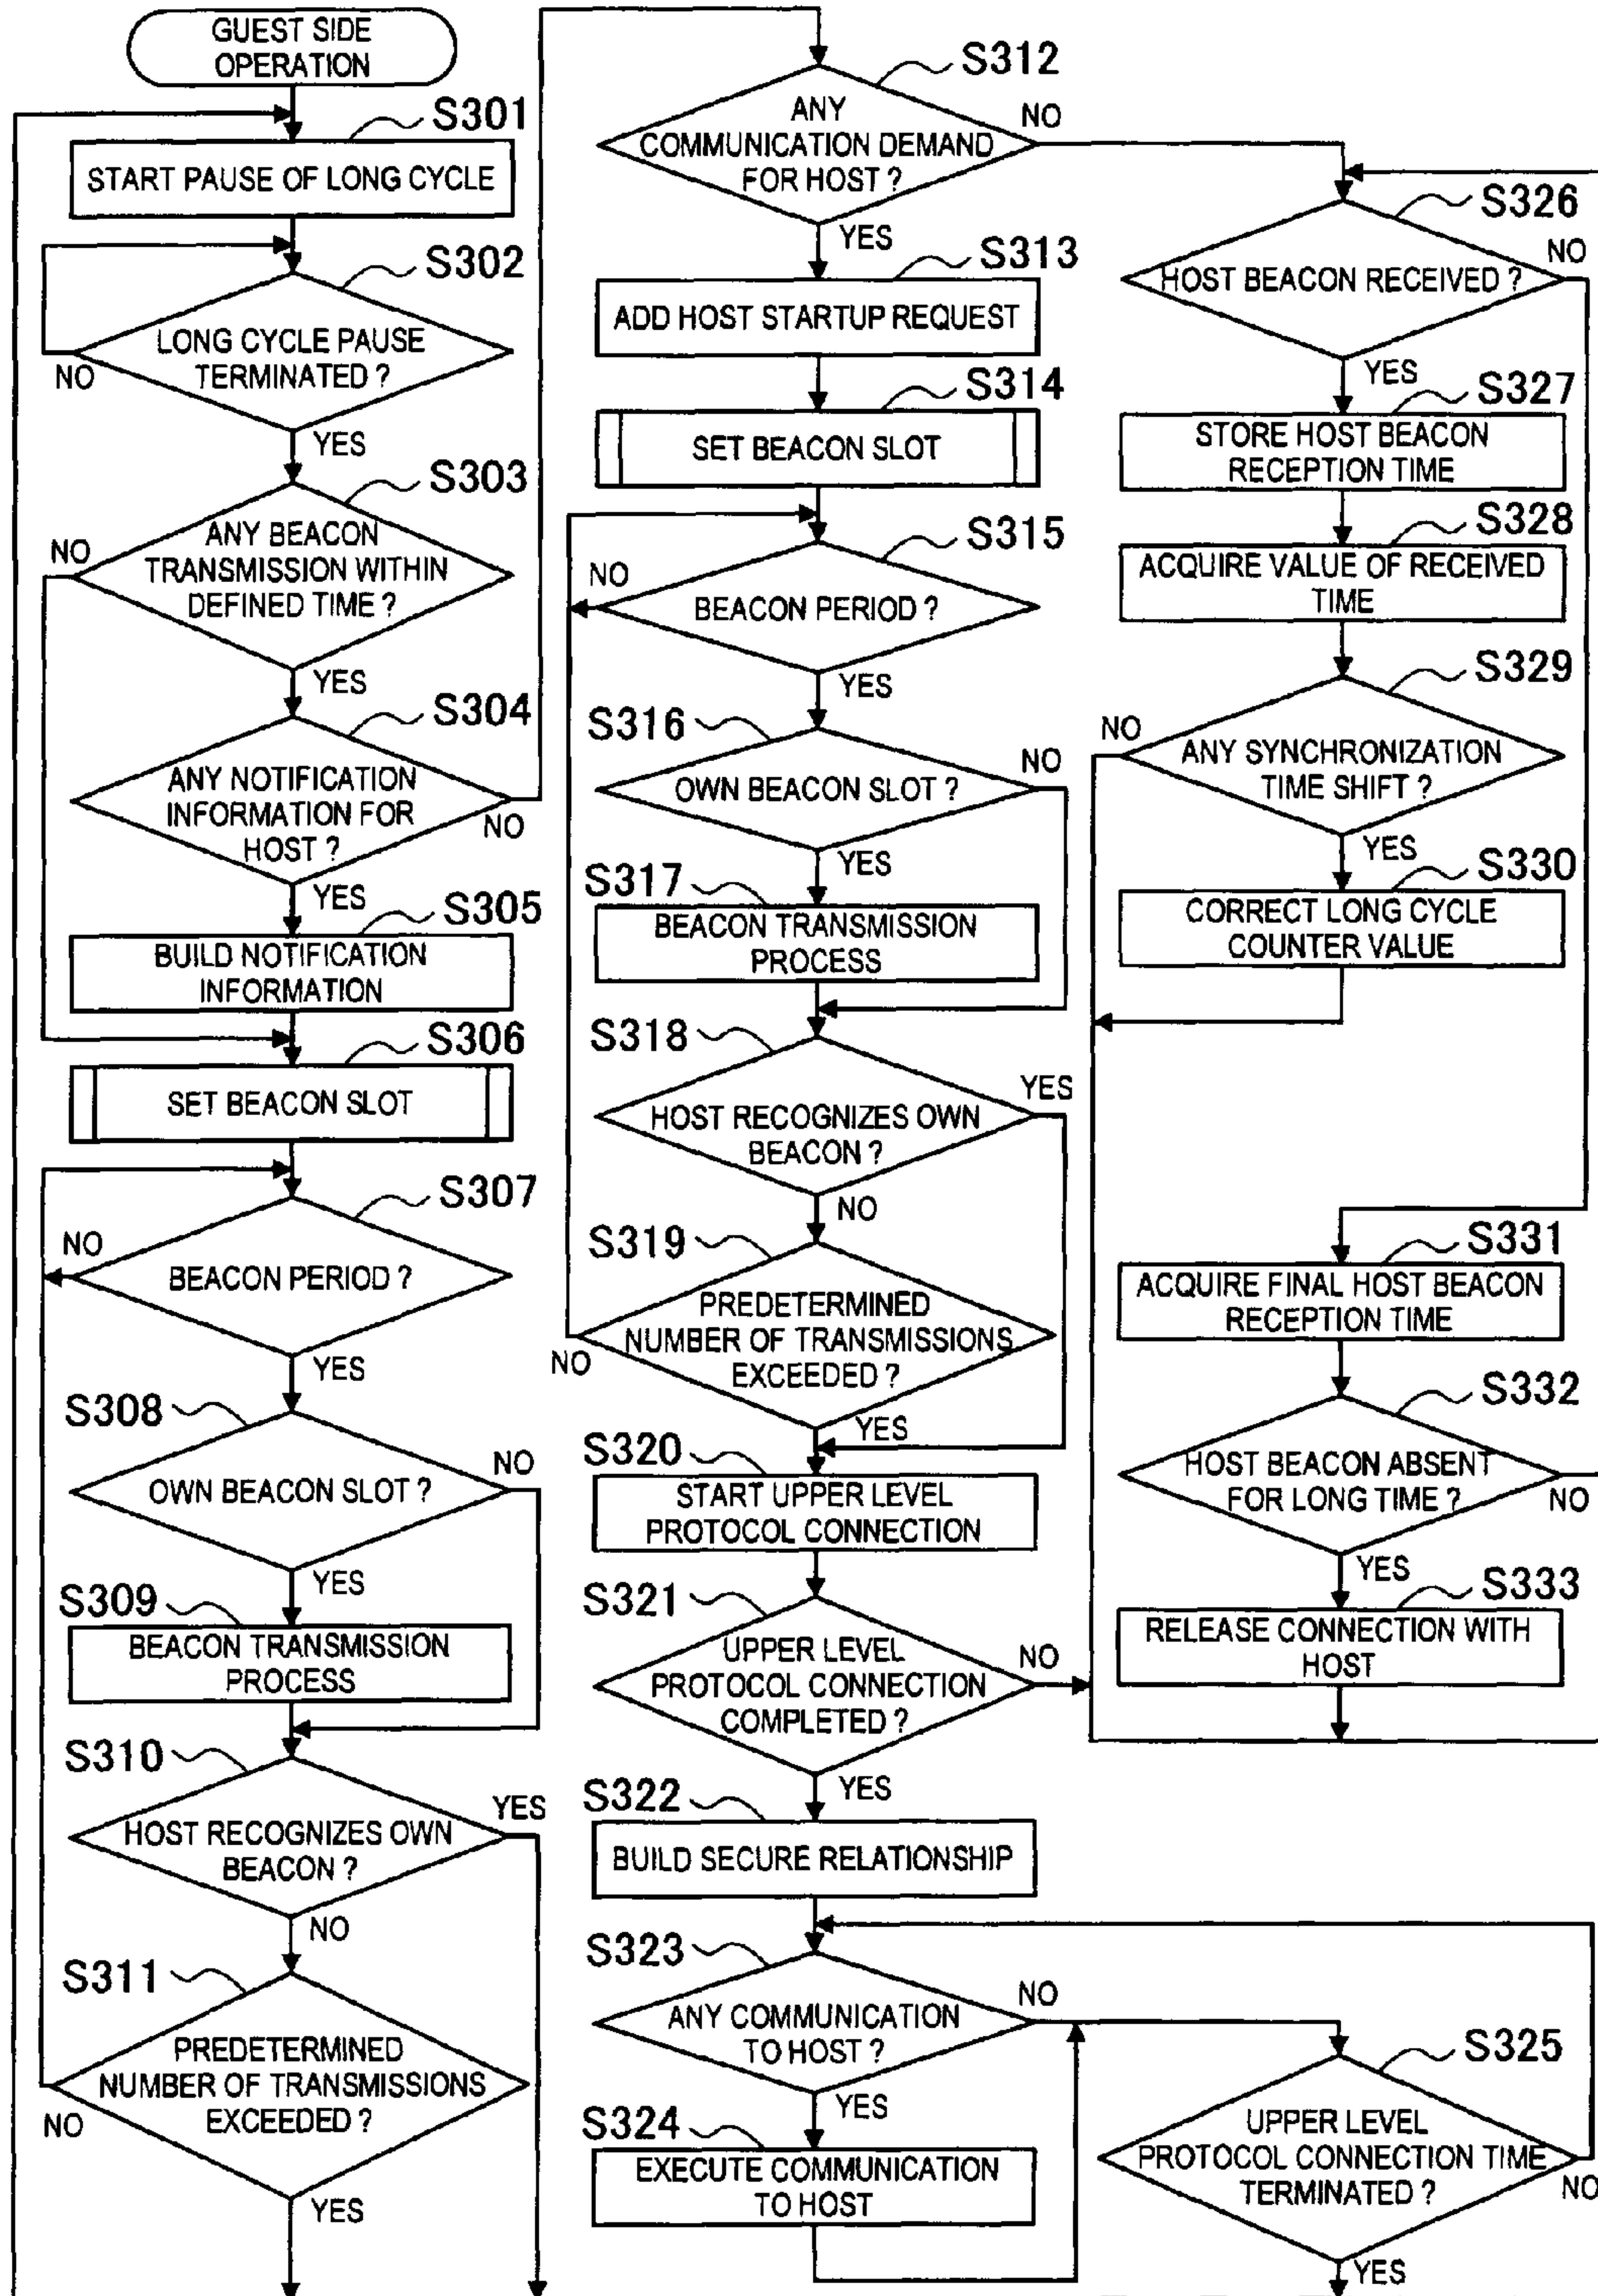 GUEST SIDE
OPERATION
S301
START PAUSE OF LONG CYCLE
S302
LONG CYCLE PAUSE
TERMINATED ?
NO
YES
S303
ANY BEACON
TRANSMISSION WITHIN
DEFINED TIME ?
NO
YES
S304
ANY NOTIFICATION
INFORMATION FOR
HOST ?
NO
YES
S305
BUILD NOTIFICATION
INFORMATION
S306
SET BEACON SLOT
S307
NO
BEACON PERIOD ?
YES
S308
NO
OWN BEACON SLOT ?
YES
S309
BEACON TRANSMISSION
PROCESS
S310
YES
HOST RECOGNIZES OWN
BEACON ?
NO
S311
PREDETERMINED
NUMBER OF TRANSMISSIONS
EXCEEDED ?
NO
YES
S312
ANY
COMMUNICATION DEMAND
FOR HOST ?
NO
YES
S313
ADD HOST STARTUP REQUEST
S314
SET BEACON SLOT
S315
NO
BEACON PERIOD ?
YES
S316
NO
OWN BEACON SLOT ?
YES
S317
BEACON TRANSMISSION
PROCESS
S318
YES
HOST RECOGNIZES OWN
BEACON ?
NO
S319
PREDETERMINED
NUMBER OF TRANSMISSIONS
EXCEEDED ?
NO
YES
S320
START UPPER LEVEL
PROTOCOL CONNECTION
S321
UPPER LEVEL
PROTOCOL CONNECTION
COMPLETED ?
NO
YES
S322
BUILD SECURE RELATIONSHIP
S323
NO
ANY COMMUNICATION
TO HOST ?
YES
S324
EXECUTE COMMUNICATION
TO HOST
S325
UPPER LEVEL
PROTOCOL CONNECTION TIME
TERMINATED ?
NO
YES
S326
NO
HOST BEACON RECEIVED ?
YES
S327
STORE HOST BEACON
RECEPTION TIME
S328
ACQUIRE VALUE OF RECEIVED
TIME
S329
NO
ANY SYNCHRONIZATION
TIME SHIFT ?
YES
S330
CORRECT LONG CYCLE
COUNTER VALUE
S331
ACQUIRE FINAL HOST BEACON
RECEPTION TIME
S332
HOST BEACON ABSENT
FOR LONG TIME ?
NO
YES
S333
RELEASE CONNECTION WITH
HOST